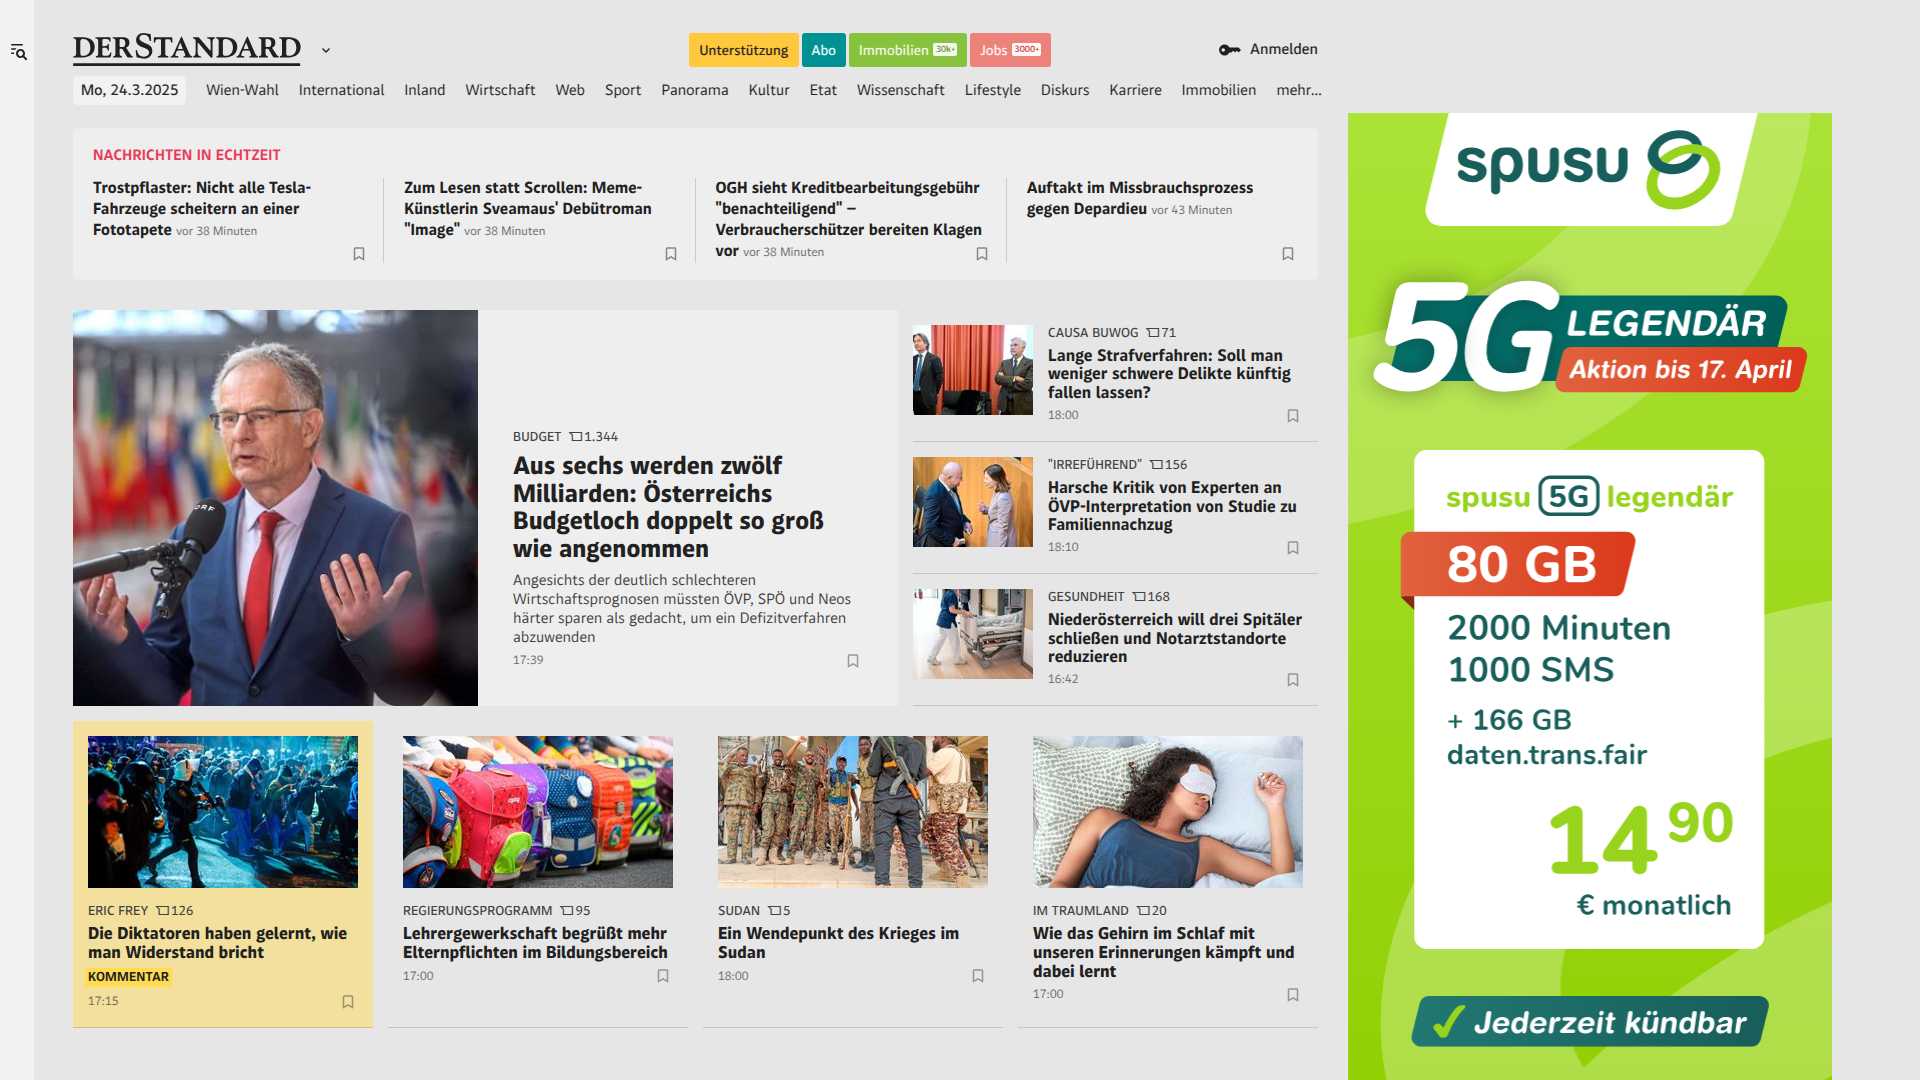 DERSTANDARD
Unterstützung
Abo
Immobilien 30k+
Jobs 3000+
Anmelden
Mo, 24.3.2025
Wien-Wahl
International
Inland
Wirtschaft
Web
Sport
Panorama
Kultur
Etat
Wissenschaft
Lifestyle
Diskurs
Karriere
Immobilien
mehr...
NACHRICHTEN IN ECHTZEIT
Trostpflaster: Nicht alle Tesla-
Fahrzeuge scheitern an einer
Fototapete vor 38 Minuten
Zum Lesen statt Scrollen: Meme-
Künstlerin Sveamaus' Debütroman
"Image" vor 38 Minuten
OGH sieht Kreditbearbeitungsgebühr
"benachteiligend" –
Verbraucherschützer bereiten Klagen
vor vor 38 Minuten
Auftakt im Missbrauchsprozess
gegen Depardieu vor 43 Minuten
ORF
BUDGET 1.344
Aus sechs werden zwölf
Milliarden: Österreichs
Budgetloch doppelt so groß
wie angenommen
Angesichts der deutlich schlechteren
Wirtschaftsprognosen müssten ÖVP, SPÖ und Neos
härter sparen als gedacht, um ein Defizitverfahren
abzuwenden
17:39
CAUSA BUWOG 71
Lange Strafverfahren: Soll man
weniger schwere Delikte künftig
fallen lassen?
18:00
"IRREFÜHREND" 156
Harsche Kritik von Experten an
ÖVP-Interpretation von Studie zu
Familiennachzug
18:10
GESUNDHEIT 168
Niederösterreich will drei Spitäler
schließen und Notarztstandorte
reduzieren
16:42
ERIC FREY 126
Die Diktatoren haben gelernt, wie
man Widerstand bricht
KOMMENTAR
17:15
REGIERUNGSPROGRAMM 95
Lehrergewerkschaft begrüßt mehr
Elternpflichten im Bildungsbereich
17:00
SUDAN 5
Ein Wendepunkt des Krieges im
Sudan
18:00
IM TRAUMLAND 20
Wie das Gehirn im Schlaf mit
unseren Erinnerungen kämpft und
dabei lernt
17:00
spusu
5G LEGENDÄR
Aktion bis 17. April
spusu 5G legendär
80 GB
2000 Minuten
1000 SMS
+ 166 GB
daten.trans.fair
14 90
€ monatlich
Jederzeit kündbar